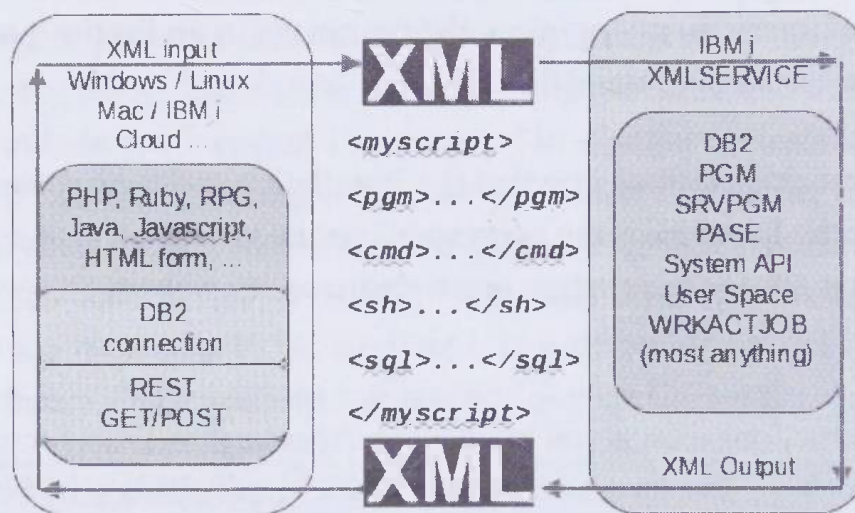 XML input
Windows / Linux
Mac / IBM i
Cloud ...
PHP, Ruby, RPG,
Java, Javascript,
HTML form, ...
DB2
connection
REST
GET/POST
XML
<myscript>
<pgm>...</pgm>
<cmd>...</cmd>
<sh>...</sh>
<sql>...</sql>
</myscript>
XML
IBM i
XMLSERVICE
DB2
PGM
SRVPGM
PASE
System API
User Space
WRKACTJOB
(most anything)
XML Output